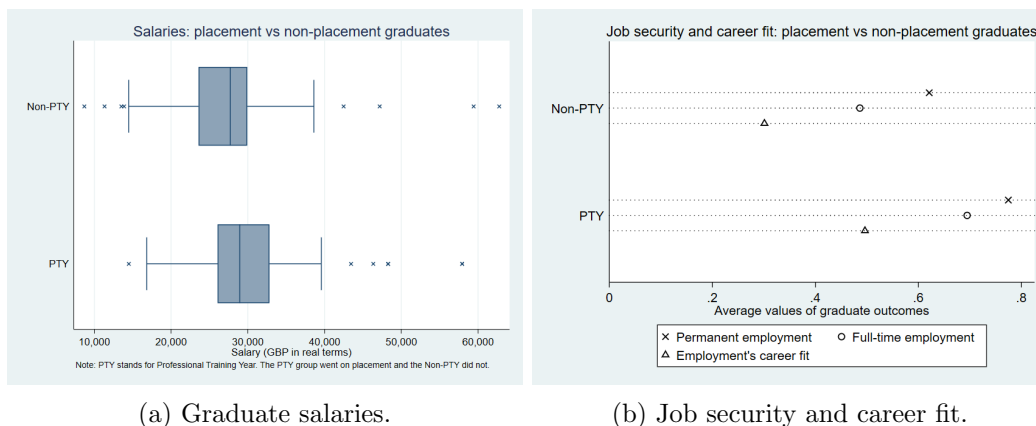 Salaries: placement vs non-placement graduates
Non-PTY
PTY
10,000 20,000 30,000 40,000 50,000 60,000
Salary (GBP in real terms)
Note: PTY stands for Professional Training Year. The PTY group went on placement and the Non-PTY did not.
(a) Graduate salaries.
Job security and career fit: placement vs non-placement graduates
Non-PTY
PTY
0 .2 .4 .6 .8
Average values of graduate outcomes
Permanent employment Full-time employment
Employment's career fit
(b) Job security and career fit.